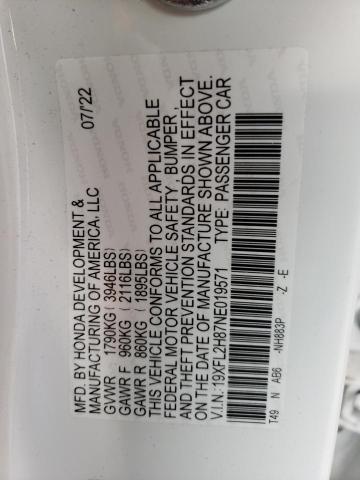 MFD. BY HONDA DEVELOPMENT & 07/'22
MANUFACTURING OF AMERICA. LLC
GVWR 1790KG ( 3946LBS)
GAWR F 960KG ( 2116LBS)
GAWR R 860KG ( 1895LBS)
THIS VEHICLE CONFORMS TO ALL APPLICABLE
FEDERAL MOTOR VEHICLE SAFETY , BUMPER ,
AND THEFT PREVENTION STANDARDS IN EFFECT
ON THE DATE OF MANUFACTURE SHOWN ABOVE.
V.I.N.:19XFL2H87NE019571 TYPE: PASSENGER CAR
T49 N AB6 -NH883P -Z -E